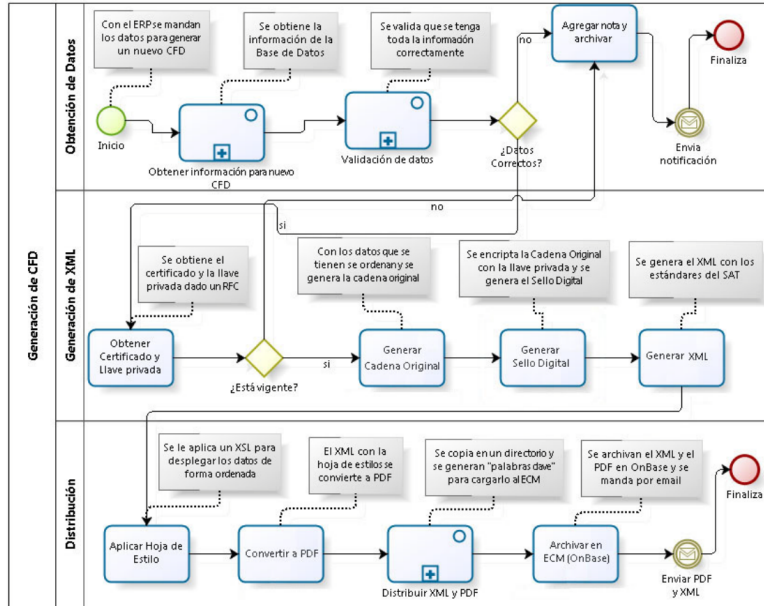 Generación de CFD
Obtención de Datos
Con el ERP se mandan
los datos para generar
un nuevo CFD
Se obtiene la
información de la
Base de Datos
Se valida que se tenga
toda la información
correctamente
no
Agregar nota y
archivar
Finaliza
Inicio
Obtener información para nuevo
CFD
Validación de datos
¿Datos
Correctos?
Envia
notificación
Generación de XML
no
si
Se obtiene el
certificado y la llave
privada dado un RFC
Con los datos que se
tienen se ordenan y se
genera la cadena original
Se encripta la Cadena Original
con la llave privada y se
genera el Sello Digital
Se genera el XML con los
estándares del SAT
Obtener
Certificado y
Llave privada
¿Está vigente?
si
Generar
Cadena Original
Generar
Sello Digital
Generar XML
Distribución
Se le aplica un XSL para
desplegar los datos de
forma ordenada
El XML con la
hoja de estilos se
convierte a PDF
Se copia en un directorio y
se generan "palabras clave"
para cargarlo al ECM
Se archivan el XML y el
PDF en OnBase y se
manda por email
Finaliza
Aplicar Hoja de
Estilo
Convertir a PDF
Distribuir XML y PDF
Archivar en
ECM (OnBase)
Enviar PDF
y XML